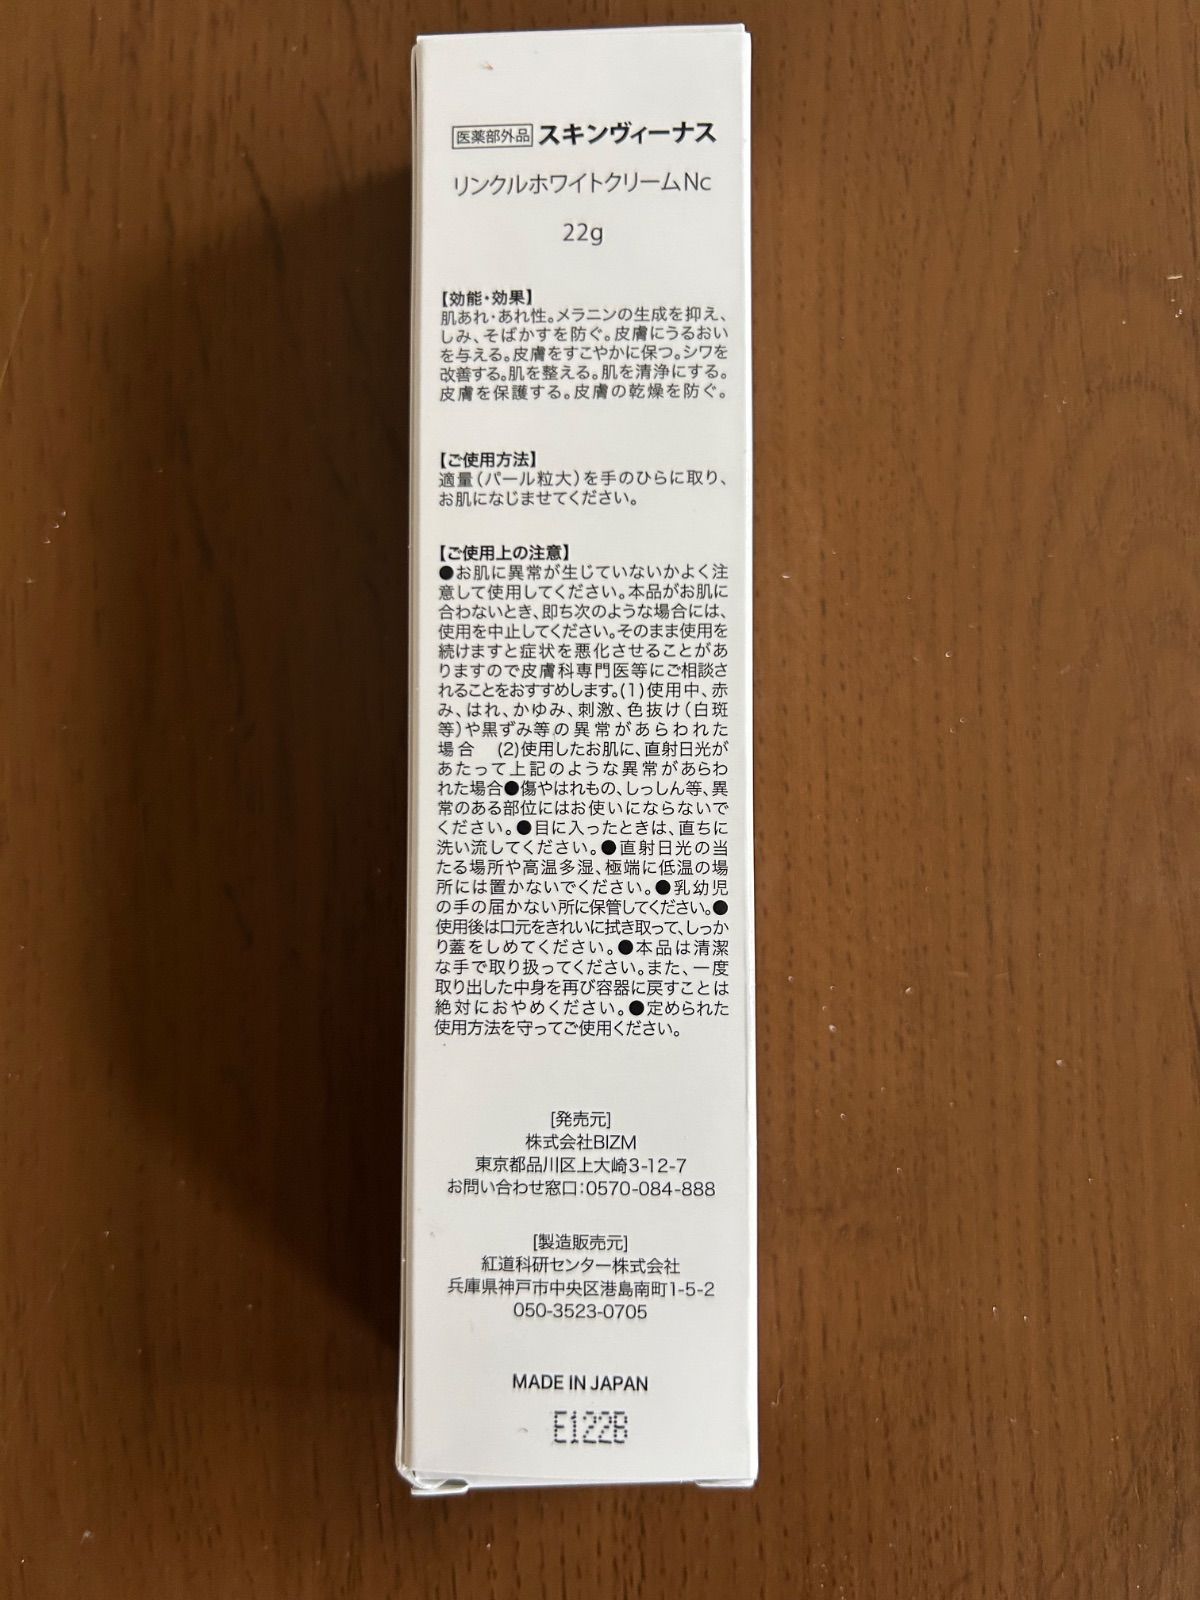 医薬部外品 スキンヴィーナス
リンクルホワイトクリームNc
22g
【効能・効果】
肌あれ・あれ性。メラニンの生成を抑え、
しみ、そばかすを防ぐ。皮膚にうるおい
を与える。皮膚をすこやかに保つ。シワを
改善する。肌を整える。肌を清浄にする。
皮膚を保護する。皮膚の乾燥を防ぐ。
【ご使用方法】
適量(パール粒大)を手のひらに取り、
お肌になじませてください。
【ご使用上の注意】
●お肌に異常が生じていないかよく注
意して使用してください。本品がお肌に
合わないとき、即ち次のような場合には、
使用を中止してください。そのまま使用を
続けますと症状を悪化させることがあ
りますので皮膚科専門医等にご相談さ
れることをおすすめします。(1)使用中、赤
み、はれ、かゆみ、刺激、色抜け(白斑
等)や黒ずみ等の異常があらわれた
場合 (2)使用したお肌に、直射日光が
あたって上記のような異常があらわ
れた場合●傷やはれもの、しっしん等、異
常のある部位にはお使いにならないで
ください。●目に入ったときは、直ちに
洗い流してください。●直射日光の当
たる場所や高温多湿、極端に低温の場
所には置かないでください。●乳幼児
の手の届かない所に保管してください。●
使用後は口元をきれいに拭き取って、しっか
り蓋をしめてください。●本品は清潔
な手で取り扱ってください。また、一度
取り出した中身を再び容器に戻すことは
絶対におやめください。●定められた
使用方法を守ってご使用ください。
[発売元]
株式会社BIZM
東京都品川区上大崎3-12-7
お問い合わせ窓口:0570-084-888
[製造販売元]
紅道科研センター株式会社
兵庫県神戸市中央区港島南町1-5-2
050-3523-0705
MADE IN JAPAN
E122B